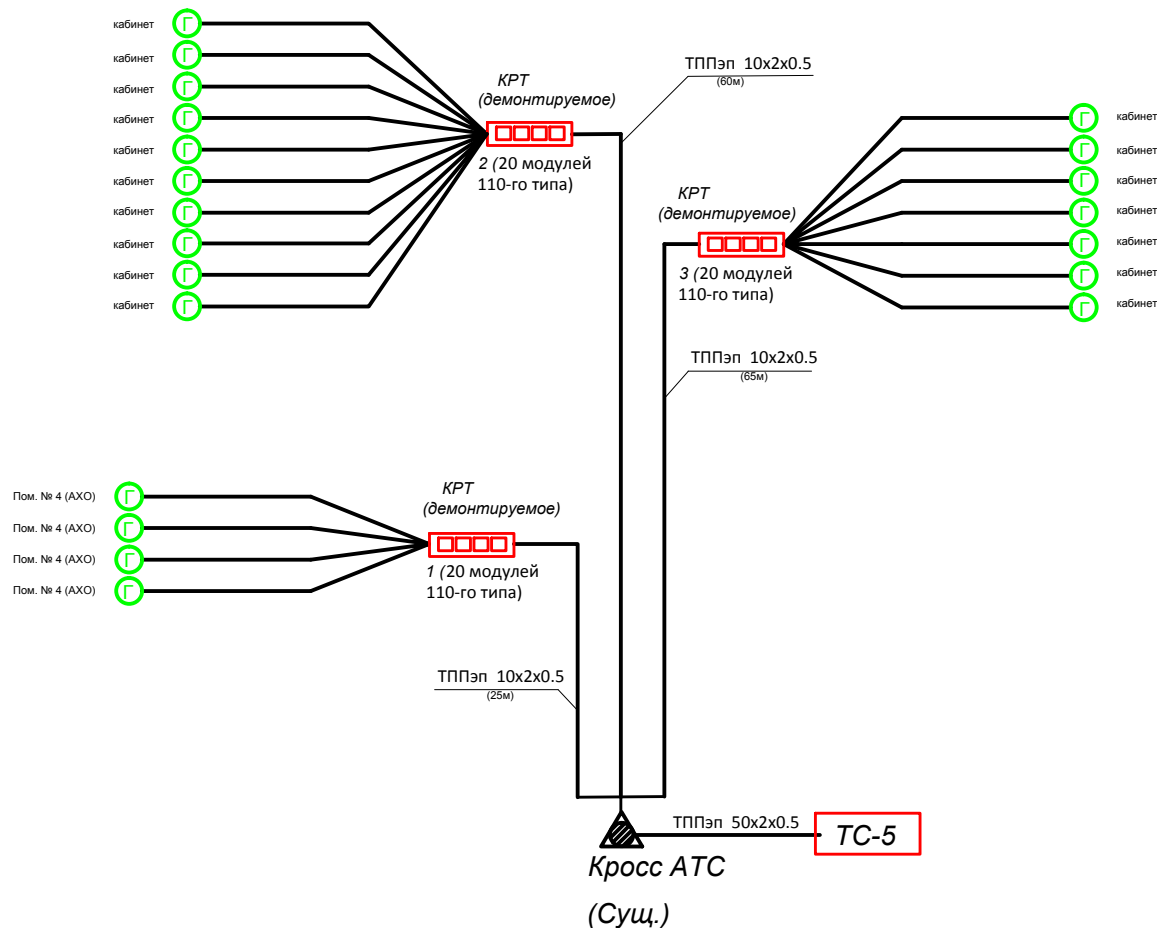 кабинет Г
кабинет Г
кабинет Г
кабинет Г
кабинет Г
кабинет Г
кабинет Г
кабинет Г
кабинет Г
кабинет Г
КРТ
(демонтируемое)
2 (20 модулей
110-го типа)
ТППэп 10х2х0.5
(60м)
КРТ
(демонтируемое)
3 (20 модулей
110-го типа)
Г кабинет
Г кабинет
Г кабинет
Г кабинет
Г кабинет
Г кабинет
Г кабинет
ТППэп 10х2х0.5
(65м)
Пом. № 4 (АХО) Г
Пом. № 4 (АХО) Г
Пом. № 4 (АХО) Г
Пом. № 4 (АХО) Г
КРТ
(демонтируемое)
1 (20 модулей
110-го типа)
ТППэп 10х2х0.5
(25м)
ТППэп 50х2х0.5
ТС-5
Кросс АТС
(Сущ.)